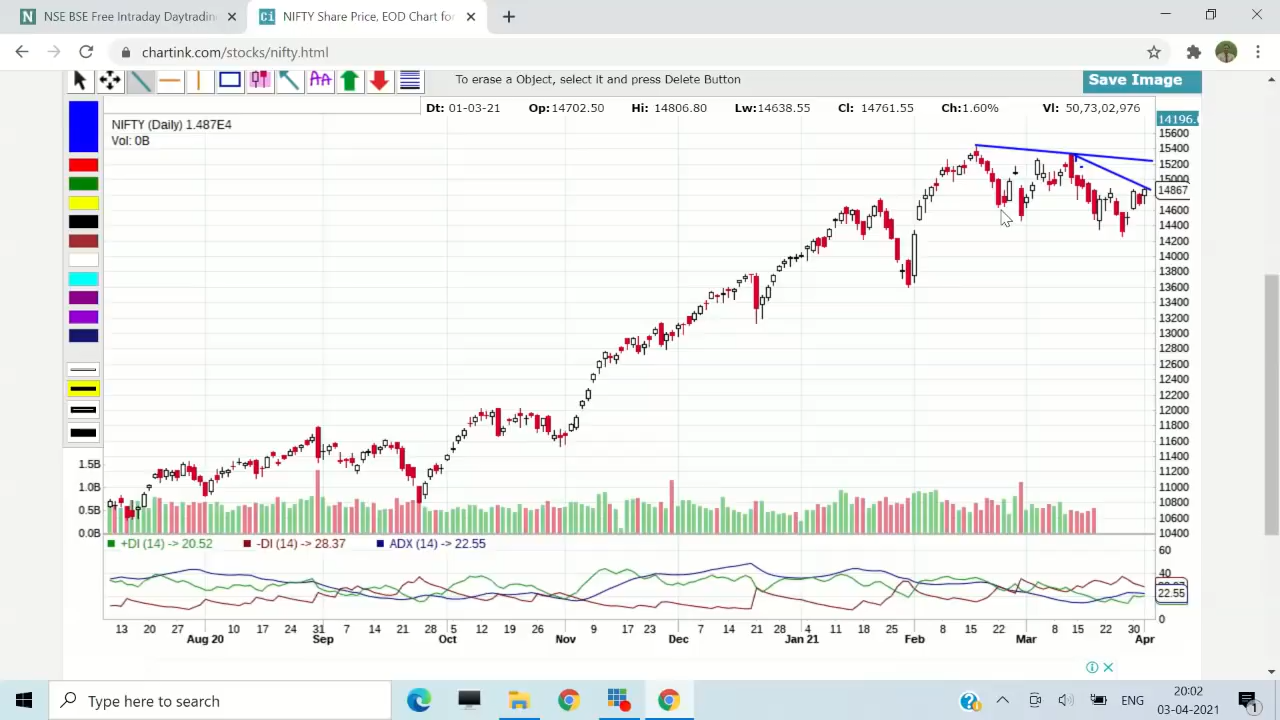 NSE BSE Free Intraday Daytradin
NIFTY Share Price, EOD Chart for
chartink.com/stocks/nifty.html
To erase a Object, select it and press Delete Button
Save Image
Dt: 01-03-21 Op:14702.50 Hi: 14806.80 Lw:14638.55 Cl: 14761.55 Ch:1.60% Vl: 50,73,02,976
NIFTY (Daily) 1.487E4
Vol: 0B
15600
15400
15200
15000
14867
14600
14400
14200
14000
13800
13600
13400
13200
13000
12800
12600
12400
12200
12000
11800
11600
11400
11200
11000
10800
10600
10400
1.5B
1.0B
0.5B
0.0B
+DI (14) -> 20.52 -DI (14) -> 28.37 ADX (14) -> 22.55
60
40
22.55
0
13 20 27 10 17 24 31 7 14 21 28 5 12 19 26 9 17 23 7 14 21 28 11 18 25 8 15 22 8 15 22 30
Aug 20 Sep Oct Nov Dec Jan 21 Feb Mar Apr
Type here to search
ENG
20:02
03-04-2021
1